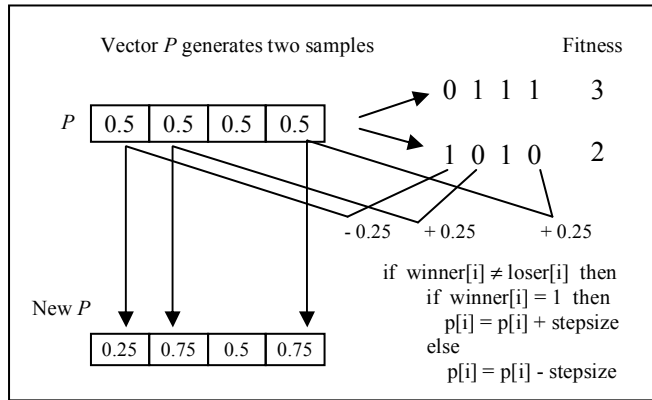 Vector P generates two samples
Fitness
0 1 1 1 3
P 0.5 0.5 0.5 0.5
1 0 1 0 2
- 0.25 + 0.25 + 0.25
if winner[i] ≠ loser[i] then
if winner[i] = 1 then
New P
p[i] = p[i] + stepsize
0.25 0.75 0.5 0.75
else
p[i] = p[i] - stepsize